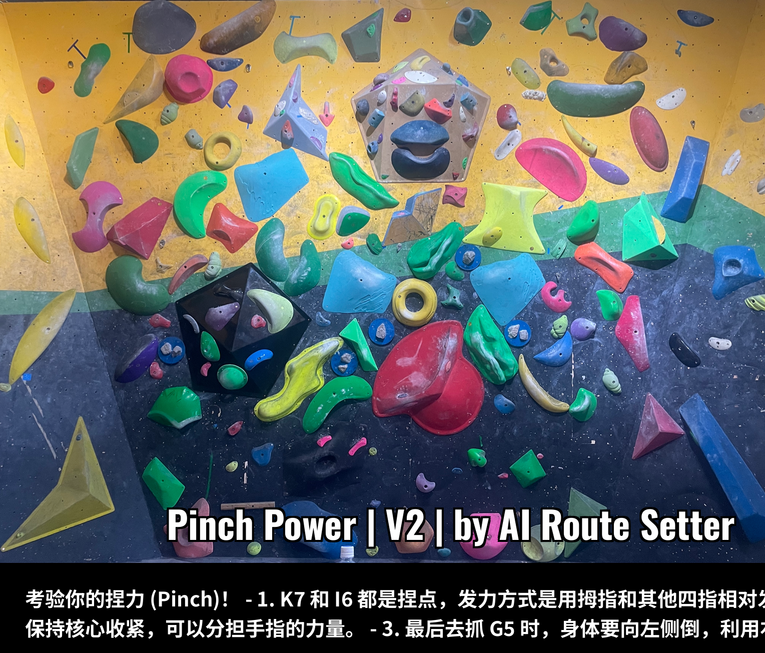 Pinch Power | V2 | by AI Route Setter
考验你的捏力 (Pinch)！ - 1. K7 和 I6 都是捏点，发力方式是用拇指和其他四指相对
保持核心收紧，可以分担手指的力量。 - 3. 最后去抓 G5 时，身体要向左侧倒，利用